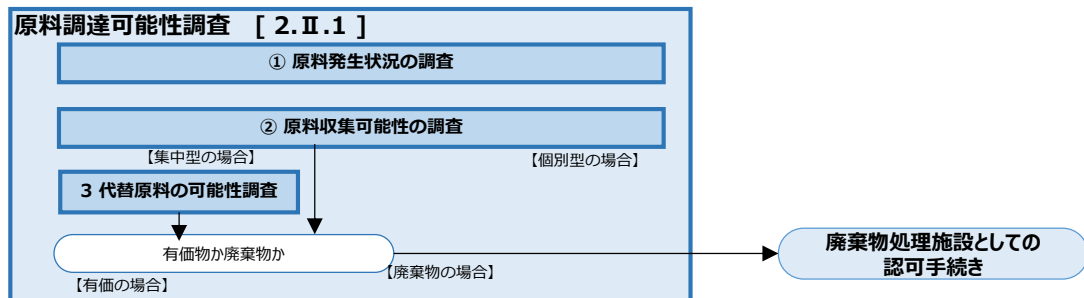 原料調達可能性調査 [ 2.Ⅱ.1 ]
① 原料発生状況の調査
② 原料収集可能性の調査
【集中型の場合】
【個別型の場合】
3 代替原料の可能性調査
有価物か廃棄物か
【有価の場合】
【廃棄物の場合】
廃棄物処理施設としての
認可手続き